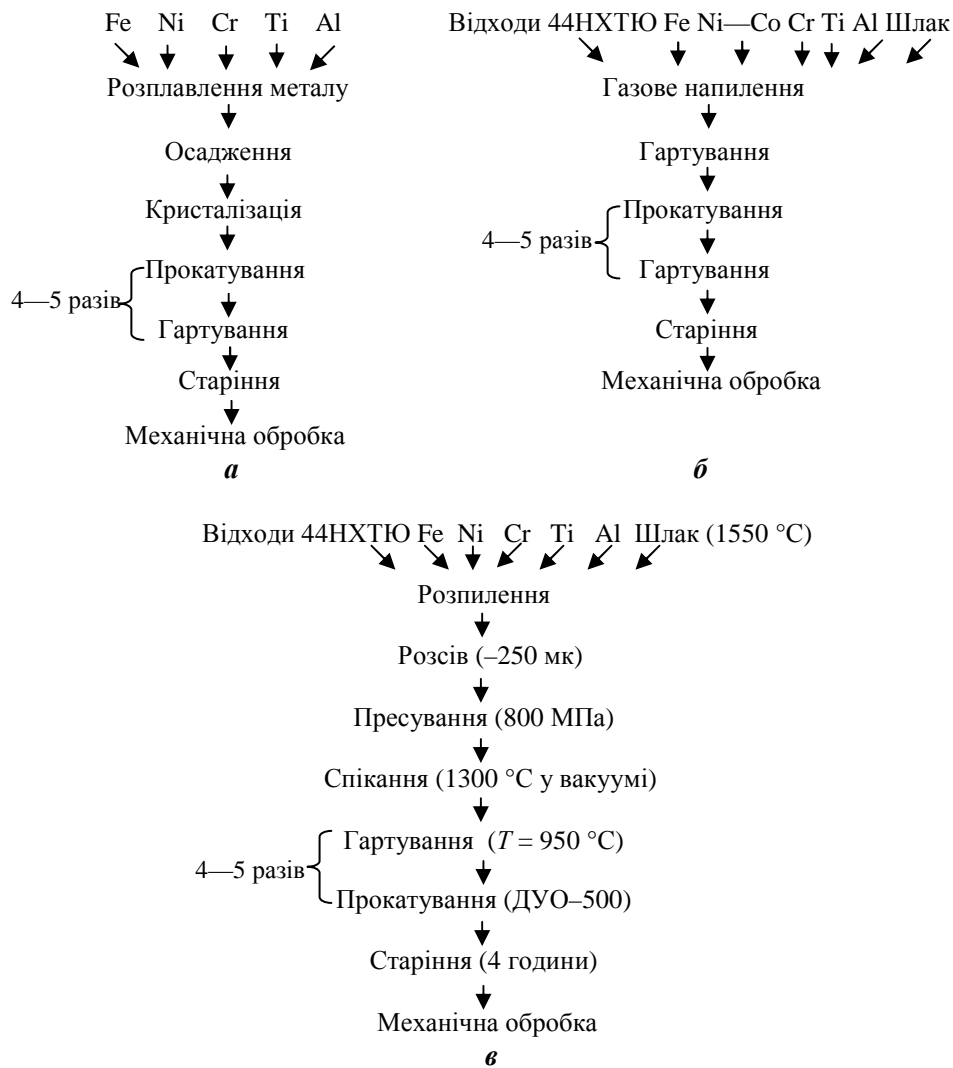 Fe Ni Cr Ti Al
Розплавлення металу
Осадження
Кристалізація
4—5 разів
Прокатування
Гартування
Старіння
Механічна обробка
а
Відходи 44НХТЮ Fe Ni—Co Cr Ti Al Шлак
Газове напилення
Гартування
4—5 разів
Прокатування
Гартування
Старіння
Механічна обробка
б
Відходи 44НХТЮ Fe Ni Cr Ti Al Шлак (1550 °С)
Розпилення
Розсів (–250 мк)
Пресування (800 МПа)
Спікання (1300 °С у вакуумі)
4—5 разів
Гартування (T = 950 °С)
Прокатування (ДУО–500)
Старіння (4 години)
Механічна обробка
в